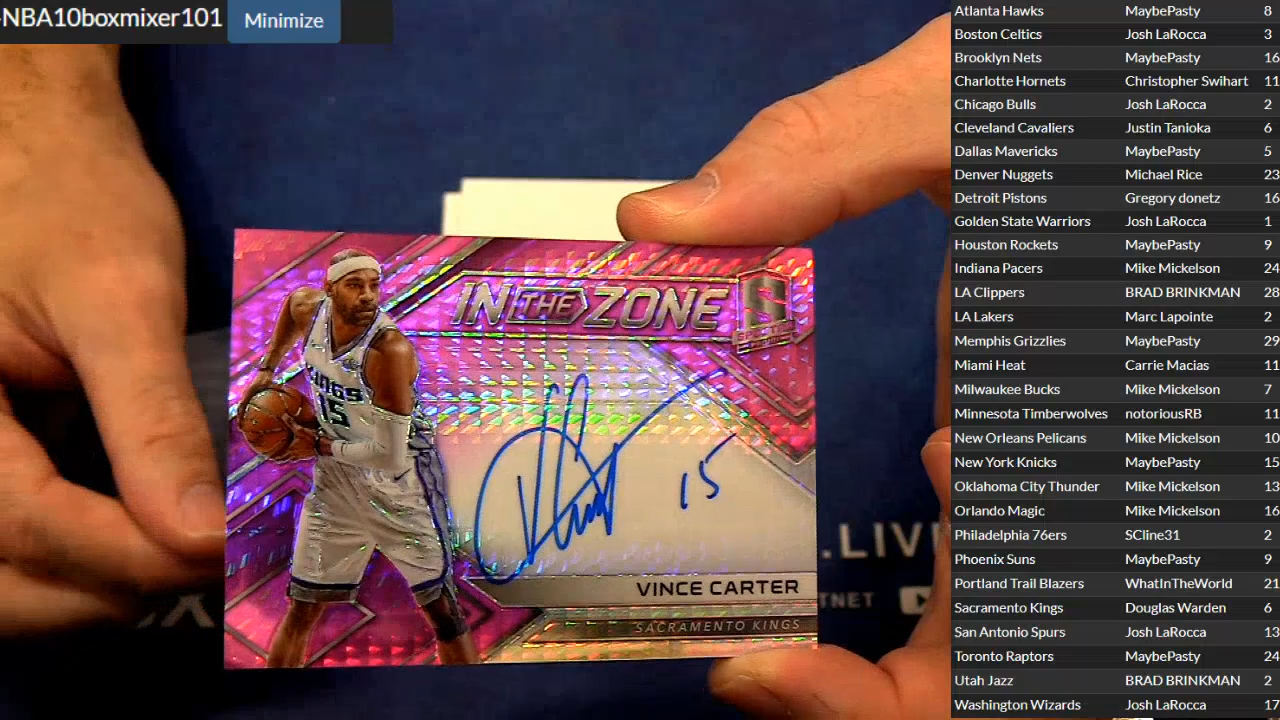 -NBA10boxmixer101
Minimize
IN THE ZONE
S
SPECTRA
KINGS
15
15
VINCE CARTER
SACRAMENTO KINGS
.LIVE
Atlanta Hawks MaybePasty 8
Boston Celtics Josh LaRocca 3
Brooklyn Nets MaybePasty 16
Charlotte Hornets Christopher Swihart 11
Chicago Bulls Josh LaRocca 2
Cleveland Cavaliers Justin Tanioka 6
Dallas Mavericks MaybePasty 5
Denver Nuggets Michael Rice 23
Detroit Pistons Gregory donetz 16
Golden State Warriors Josh LaRocca 1
Houston Rockets MaybePasty 9
Indiana Pacers Mike Mickelson 24
LA Clippers BRAD BRINKMAN 28
LA Lakers Marc Lapointe 2
Memphis Grizzlies MaybePasty 29
Miami Heat Carrie Macias 11
Milwaukee Bucks Mike Mickelson 7
Minnesota Timberwolves notoriousRB 11
New Orleans Pelicans Mike Mickelson 10
New York Knicks MaybePasty 15
Oklahoma City Thunder Mike Mickelson 13
Orlando Magic Mike Mickelson 16
Philadelphia 76ers SCline31 2
Phoenix Suns MaybePasty 9
Portland Trail Blazers WhatInTheWorld 21
Sacramento Kings Douglas Warden 6
San Antonio Spurs Josh LaRocca 13
Toronto Raptors MaybePasty 24
Utah Jazz BRAD BRINKMAN 2
Washington Wizards Josh LaRocca 17